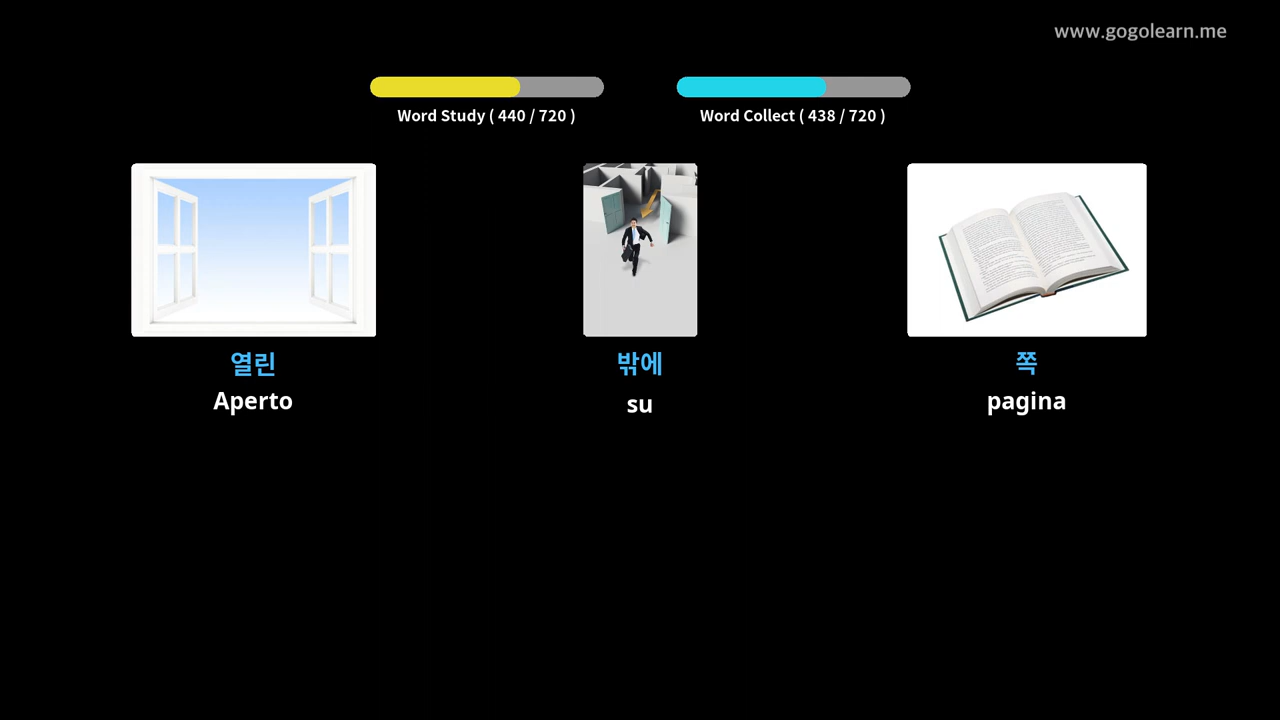 www.gogolearn.me
Word Study ( 440 / 720 )
Word Collect ( 438 / 720 )
열린
Aperto
밖에
su
쪽
pagina